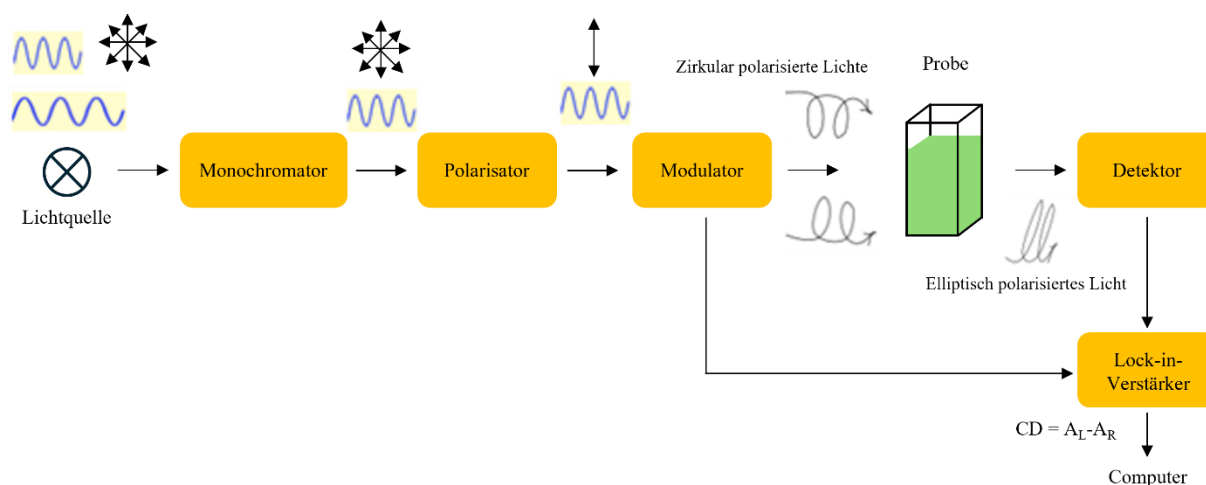 Zirkular polarisierte Lichte
Probe
Monochromator
Polarisator
Modulator
Detektor
Lichtquelle
Elliptisch polarisiertes Licht
Lock-in-
Verstärker
CD = A_L-A_R
Computer